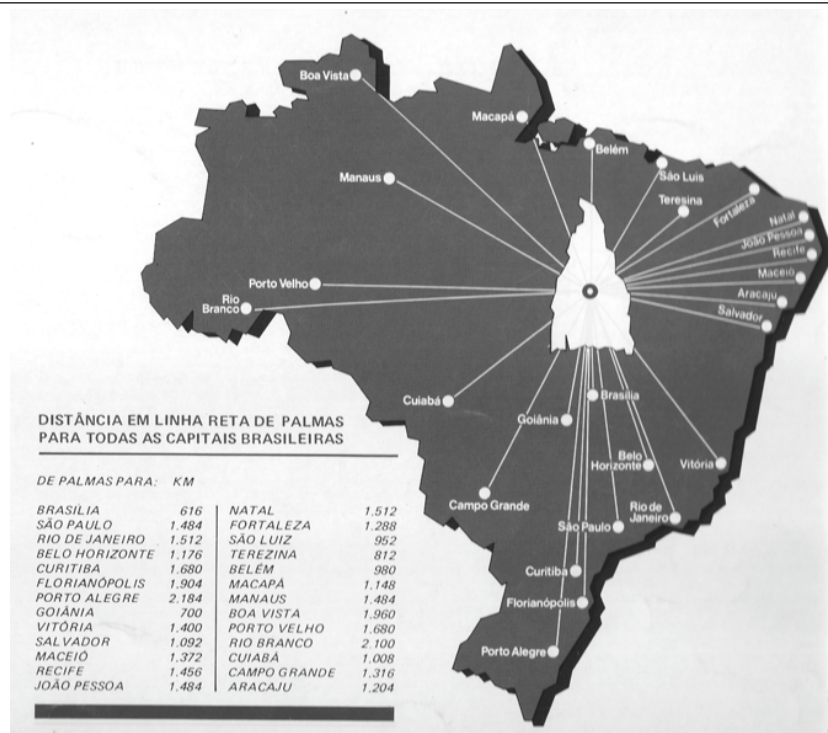 Boa Vista
Macapá
Belém
Manaus
São Luis
Teresina
Fortaleza
Natal
João Pessoa
Recife
Maceió
Aracaju
Salvador
Porto Velho
Rio
Branco
Cuiabá
Brasília
Goiânia
Belo
Horizonte
Vitória
Campo Grande
São Paulo
Rio de
Janeiro
Curitiba
Florianópolis
Porto Alegre
DISTÂNCIA EM LINHA RETA DE PALMAS
PARA TODAS AS CAPITAIS BRASILEIRAS
DE PALMAS PARA: KM
BRASÍLIA 616
SÃO PAULO 1.484
RIO DE JANEIRO 1.512
BELO HORIZONTE 1.176
CURITIBA 1.680
FLORIANÓPOLIS 1.904
PORTO ALEGRE 2.184
GOIÂNIA 700
VITÓRIA 1.400
SALVADOR 1.092
MACEIÓ 1.372
RECIFE 1.456
JOÃO PESSOA 1.484
NATAL 1.512
FORTALEZA 1.288
SÃO LUIZ 952
TEREZINA 812
BELÉM 980
MACAPÁ 1.148
MANAUS 1.484
BOA VISTA 1.960
PORTO VELHO 1.680
RIO BRANCO 2.100
CUIABÁ 1.008
CAMPO GRANDE 1.316
ARACAJU 1.204